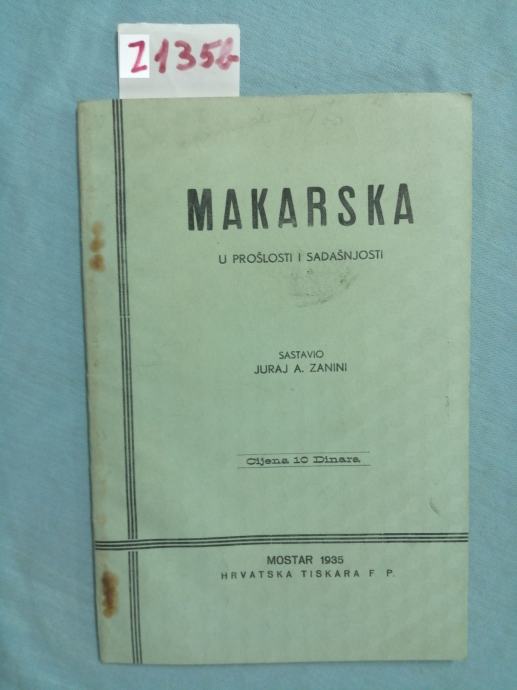 Z1356
MAKARSKA
U PROŠLOSTI I SADAŠNJOSTI
SASTAVIO
JURAJ A. ZANINI
Cijena 10 Dinara
MOSTAR 1935
HRVATSKA TISKARA F P.